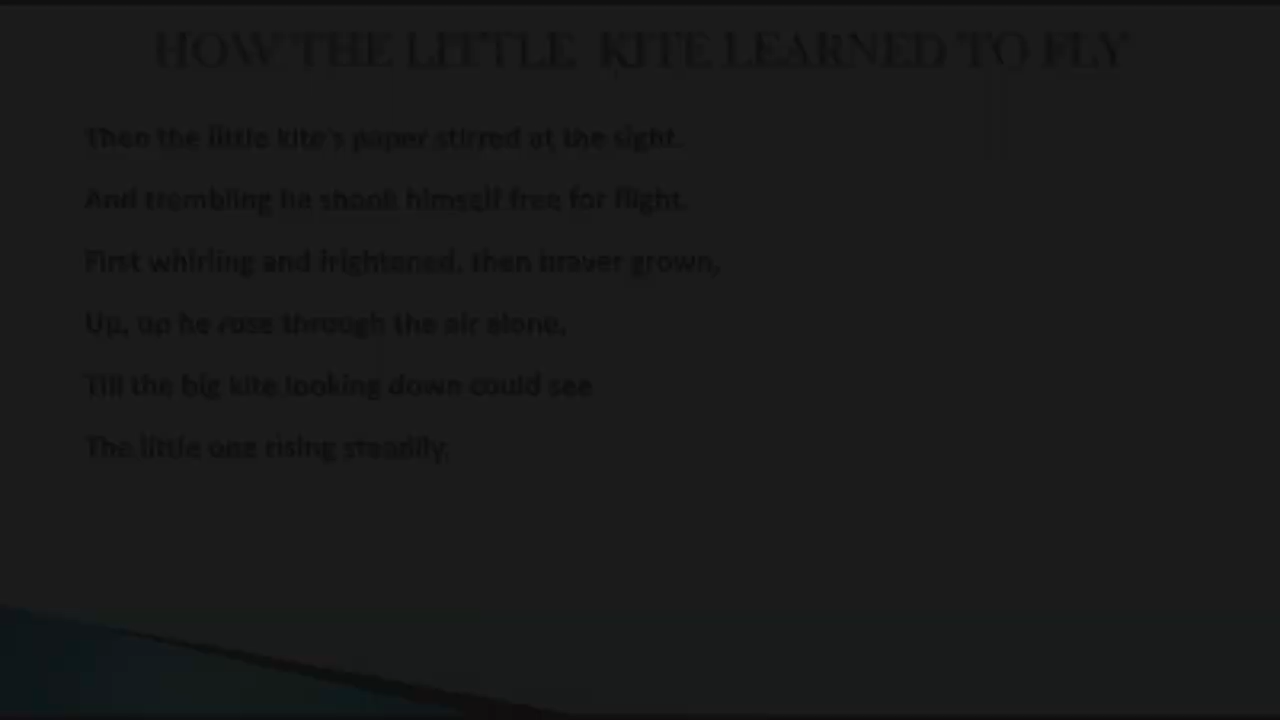 HOW THE LITTLE KITE LEARNED TO FLY
Then the little kite's paper stirred at the sight.
And trembling he shook himself free for flight.
First whirling and frightened, then braver grown,
Up, up he rose through the air alone,
Till the big kite looking down could see
The little one rising steadily.